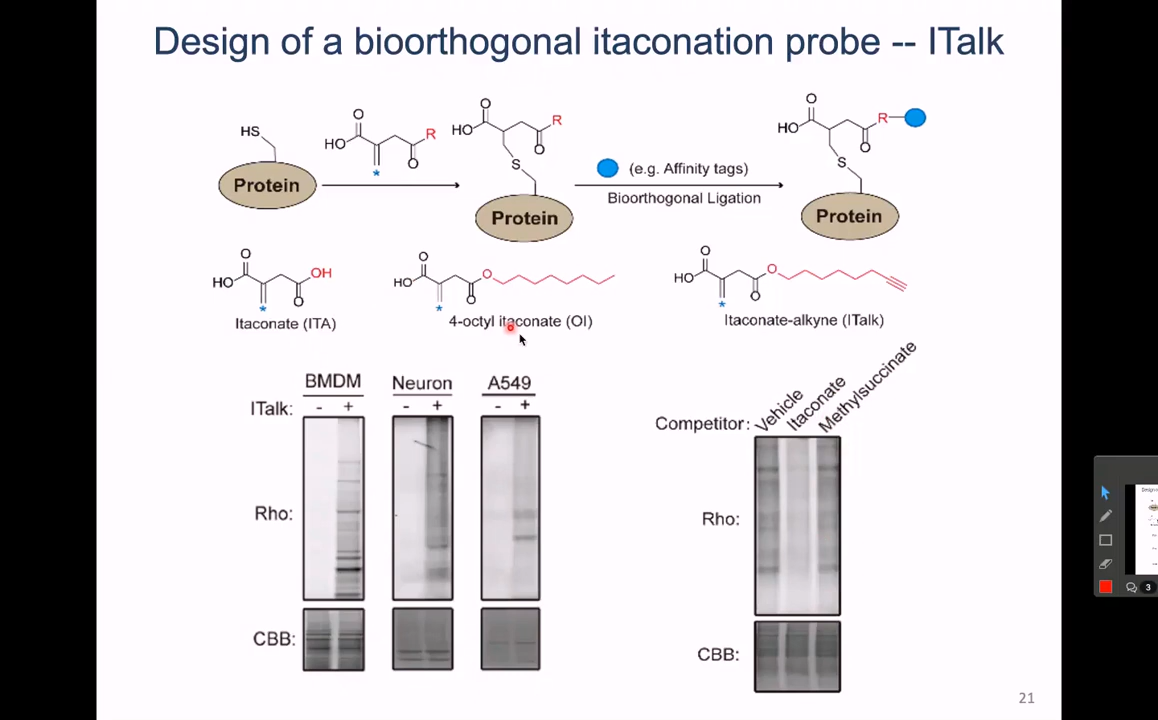 Design of a bioorthogonal itaconation probe -- ITalk
HS
Protein
O
HO
R
O
*
O
HO
R
O
S
Protein
(e.g. Affinity tags)
Bioorthogonal Ligation
O
HO
R
O
S
Protein
O
HO
OH
O
*
Itaconate (ITA)
O
HO
O
O
*
4-octyl itaconate (OI)
O
HO
O
O
*
Itaconate-alkyne (ITalk)
BMDM
Neuron
A549
ITalk: - + - + - +
Rho:
CBB:
Competitor: Vehicle Itaconate Methylsuccinate
Rho:
CBB:
21
3